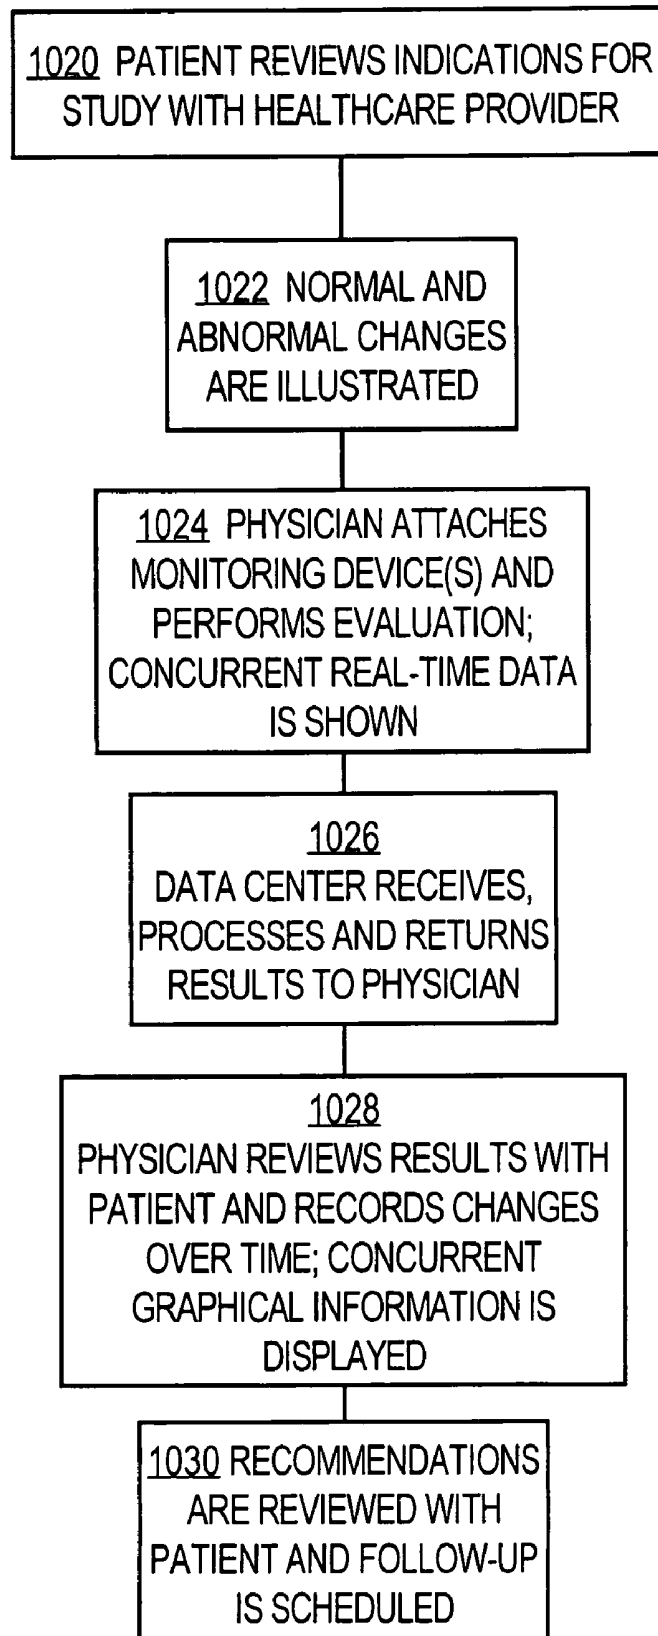 1020 PATIENT REVIEWS INDICATIONS FOR
STUDY WITH HEALTHCARE PROVIDER
1022 NORMAL AND
ABNORMAL CHANGES
ARE ILLUSTRATED
1024 PHYSICIAN ATTACHES
MONITORING DEVICE(S) AND
PERFORMS EVALUATION;
CONCURRENT REAL-TIME DATA
IS SHOWN
1026
DATA CENTER RECEIVES,
PROCESSES AND RETURNS
RESULTS TO PHYSICIAN
1028
PHYSICIAN REVIEWS RESULTS WITH
PATIENT AND RECORDS CHANGES
OVER TIME; CONCURRENT
GRAPHICAL INFORMATION IS
DISPLAYED
1030 RECOMMENDATIONS
ARE REVIEWED WITH
PATIENT AND FOLLOW-UP
IS SCHEDULED